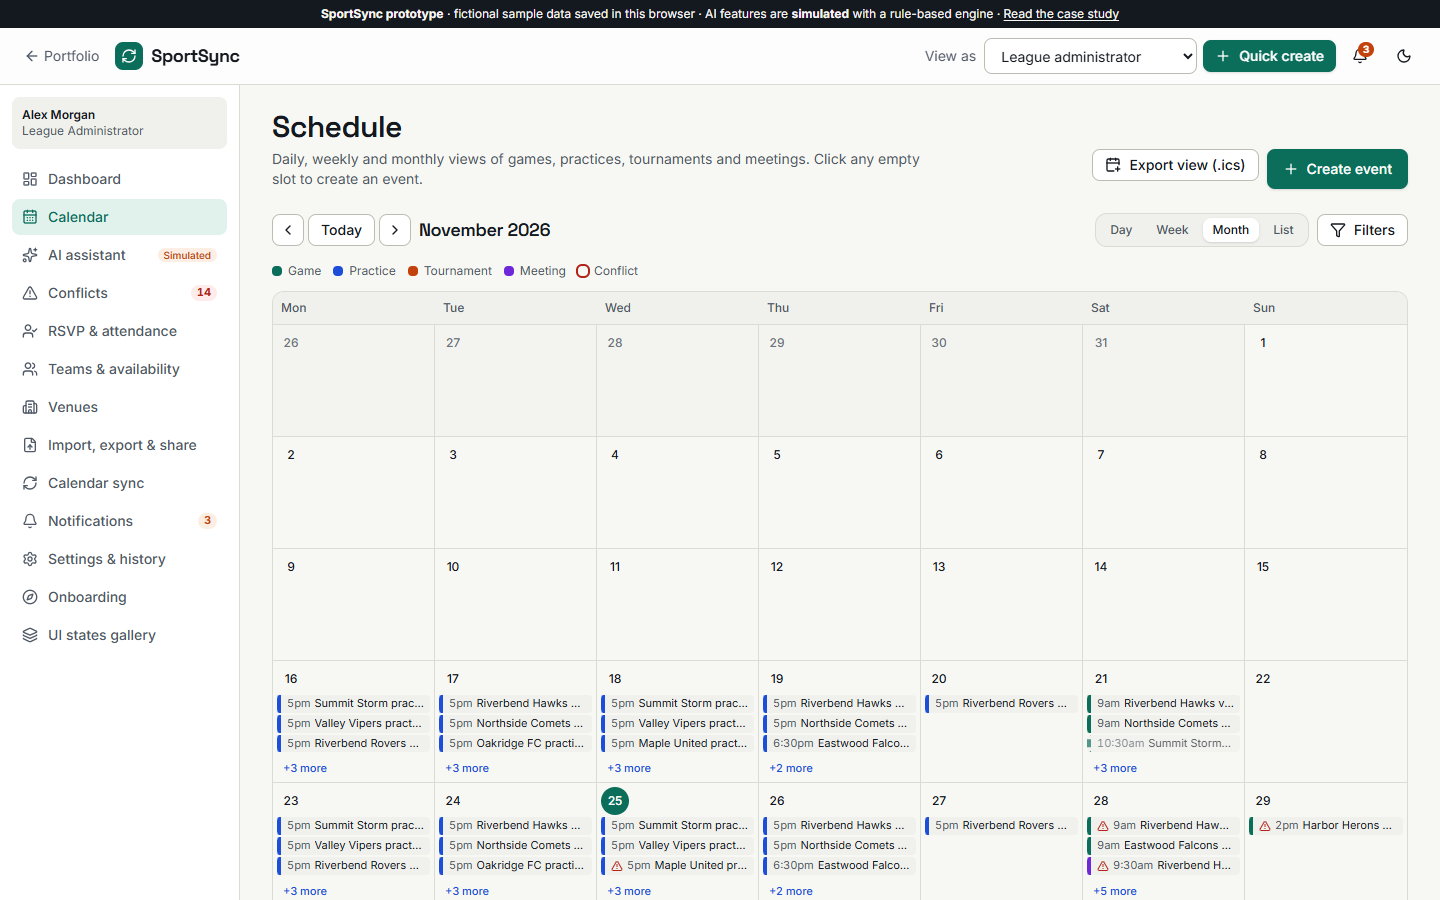 SportSync prototype · fictional sample data saved in this browser · AI features are simulated with a rule-based engine · Read the case study
Portfolio
SportSync
View as
League administrator
Quick create
3
Alex Morgan
League Administrator
Dashboard
Calendar
AI assistant
Simulated
Conflicts
14
RSVP & attendance
Teams & availability
Venues
Import, export & share
Calendar sync
Notifications
3
Settings & history
Onboarding
UI states gallery
Schedule
Daily, weekly and monthly views of games, practices, tournaments and meetings. Click any empty
slot to create an event.
Export view (.ics)
Create event
Today
November 2026
Day Week Month List
Filters
Game Practice Tournament Meeting Conflict
Mon Tue Wed Thu Fri Sat Sun
26 27 28 29 30 31 1
2 3 4 5 6 7 8
9 10 11 12 13 14 15
16 17 18 19 20 21 22
5pm Summit Storm prac... 5pm Riverbend Hawks ... 5pm Summit Storm prac... 5pm Riverbend Hawks ... 5pm Riverbend Rovers ... 9am Riverbend Hawks v...
5pm Valley Vipers pract... 5pm Northside Comets ... 5pm Valley Vipers pract... 5pm Northside Comets ... 9am Northside Comets ...
5pm Riverbend Rovers ... 5pm Oakridge FC practi... 5pm Maple United pract... 6:30pm Eastwood Falco... 10:30am Summit Storm...
+3 more +3 more +3 more +2 more +3 more
23 24 25 26 27 28 29
5pm Summit Storm prac... 5pm Riverbend Hawks ... 5pm Summit Storm prac... 5pm Riverbend Hawks ... 5pm Riverbend Rovers ... 9am Riverbend Haw... 2pm Harbor Herons ...
5pm Valley Vipers pract... 5pm Northside Comets ... 5pm Valley Vipers pract... 5pm Northside Comets ... 9am Eastwood Falcons ...
5pm Riverbend Rovers ... 5pm Oakridge FC practi... 5pm Maple United pr... 6:30pm Eastwood Falco... 9:30am Riverbend H...
+3 more +3 more +3 more +2 more +5 more